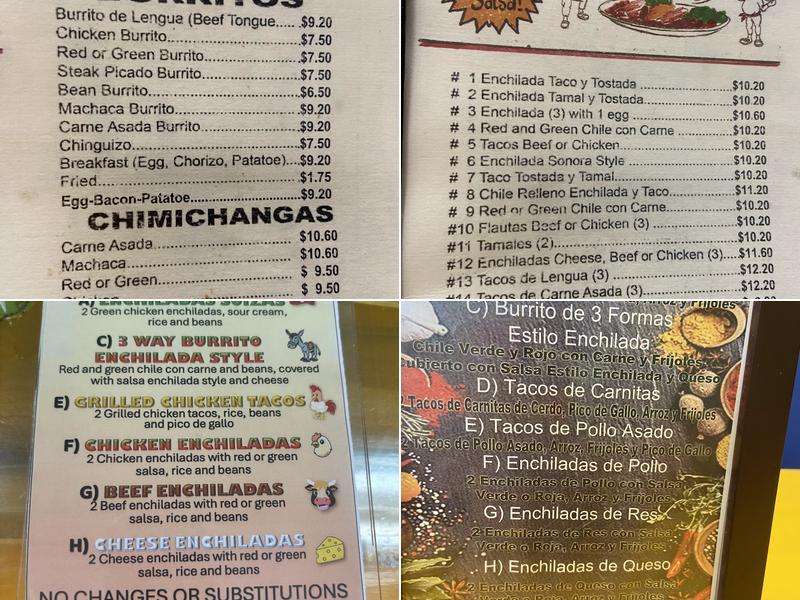 BURRITOS
Burrito de Lengua (Beef Tongue.....$9.20
Chicken Burrito...$7.50
Red or Green Burrito...$7.50
Steak Picado Burrito...$7.50
Bean Burrito...$6.50
Machaca Burrito...$9.20
Carne Asada Burrito...$9.20
Chinguizo...$7.50
Breakfast (Egg, Chorizo, Patatoe)...$9.20
Fried...$1.75
Egg-Bacon-Patatoe...$9.20
CHIMICHANGAS
Carne Asada...$10.60
Machaca...$10.60
Red or Green...$ 9.50
Salsa!
# 1 Enchilada Taco y Tostada...$10.20
# 2 Enchilada Tamal y Tostada...$10.20
# 3 Enchilada (3) with 1 egg...$10.60
# 4 Red and Green Chile con Carne...$10.20
# 5 Tacos Beef or Chicken...$10.20
# 6 Enchilada Sonora Style...$10.20
# 7 Taco Tostada y Tamal...$10.20
# 8 Chile Relleno Enchilada y Taco...$11.20
# 9 Red or Green Chile con Carne...$10.20
#10 Flautas Beef or Chicken (3)...$10.20
#11 Tamales (2)...$10.20
#12 Enchiladas Cheese, Beef or Chicken (3)...$11.60
#13 Tacos de Lengua (3)...$12.20
#14 Tacos de Carne Asada (3)...$12.20
A) ENCHILADAS SUIZAS
2 Green chicken enchiladas, sour cream,
rice and beans
C) 3 WAY BURRITO
ENCHILADA STYLE
Red and green chile con carne and beans, covered
with salsa enchilada style and cheese
E) GRILLED CHICKEN TACOS
2 Grilled chicken tacos, rice, beans
and pico de gallo
F) CHICKEN ENCHILADAS
2 Chicken enchiladas with red or green
salsa, rice and beans
G) BEEF ENCHILADAS
2 Beef enchiladas with red or green
salsa, rice and beans
H) CHEESE ENCHILADAS
2 Cheese enchiladas with red or green
salsa, rice and beans
NO CHANGES OR SUBSTITUTIONS
Arroz y Frijoles
C) Burrito de 3 Formas
Estilo Enchilada
Chile Verde y Rojo con Carne y Frijoles
Cubierto con Salsa Estilo Enchilada y Queso
D) Tacos de Carnitas
2 Tacos de Carnitas de Cerdo, Pico de Gallo, Arroz y Frijoles
E) Tacos de Pollo Asado
2 Tacos de Pollo Asado, Arroz, Frijoles y Pico de Gallo
F) Enchiladas de Pollo
2 Enchiladas de Pollo con Salsa
Verde o Roja, Arroz y Frijoles
G) Enchiladas de Res
2 Enchiladas de Res con Salsa
Verde o Roja, Arroz y Frijoles
H) Enchiladas de Queso
2 Enchiladas de Queso con Salsa
Verde o Roja, Arroz y Frijoles